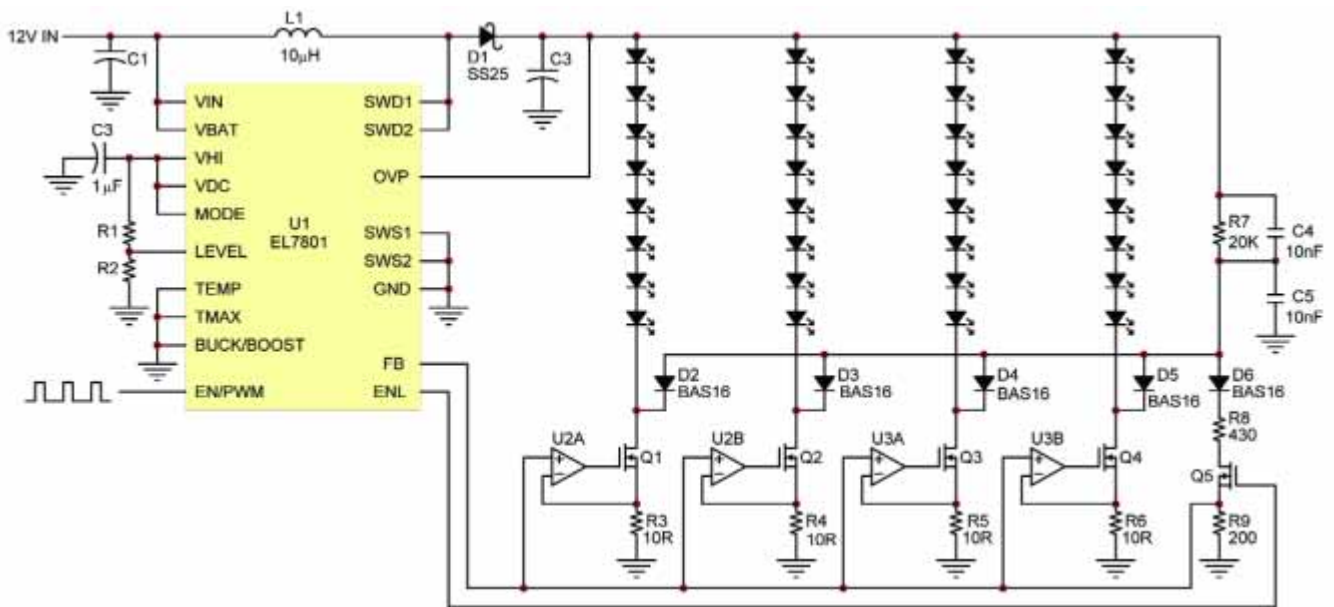 L1
12V IN
10µH
C1
D1
SS25
C3
VIN
SWD1
VBAT
SWD2
C3
VHI
1µF
VDC
OVP
MODE
U1
EL7801
R1
LEVEL
SWS1
R2
SWS2
TEMP
GND
TMAX
BUCK/BOOST
FB
EN/PWM
ENL
R7
20K
C4
10nF
C5
10nF
D2
BAS16
D3
BAS16
D4
BAS16
D5
BAS16
D6
BAS16
R8
430
U2A
+
−
Q1
U2B
+
−
Q2
U3A
+
−
Q3
U3B
+
−
Q4
Q5
R3
10R
R4
10R
R5
10R
R6
10R
R9
200